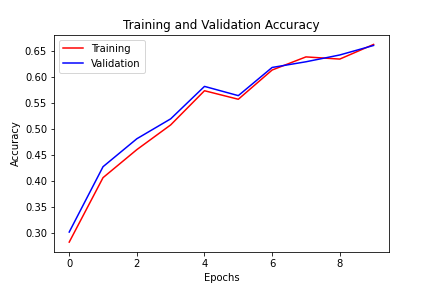 Training and Validation Accuracy
Training
Validation
0.65
0.60
0.55
0.50
0.45
0.40
0.35
0.30
Accuracy
0 2 4 6 8
Epochs